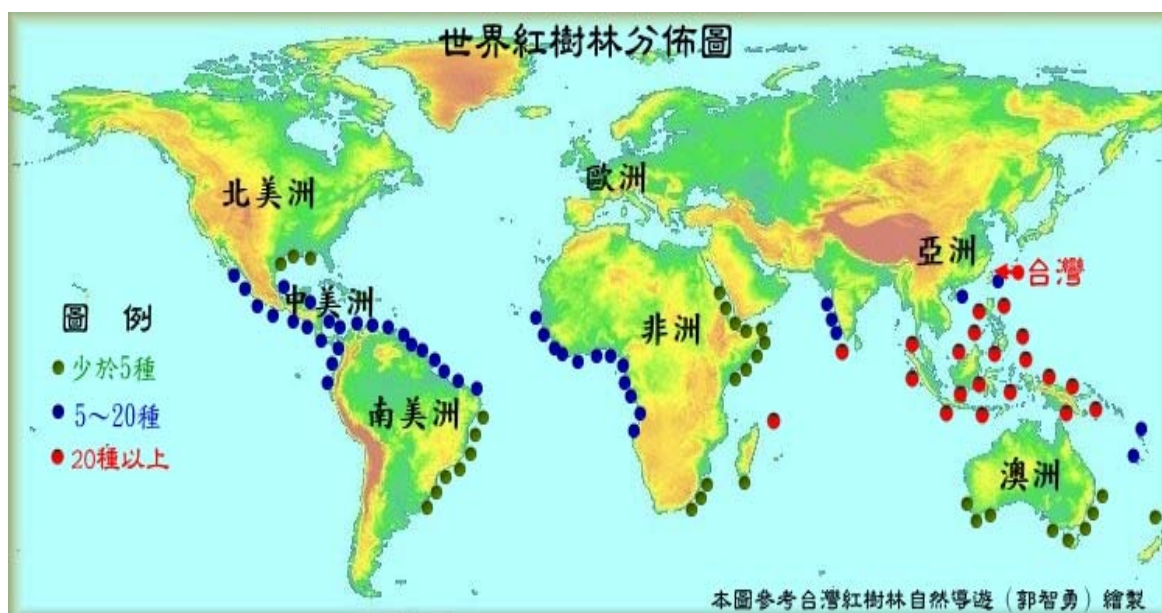 世界紅樹林分佈圖
北美洲
歐洲
亞洲
台灣
中美洲
非洲
南美洲
澳洲
圖 例
少於5種
5～20種
20種以上
本圖參考台灣紅樹林自然導遊（郭智勇）繪製